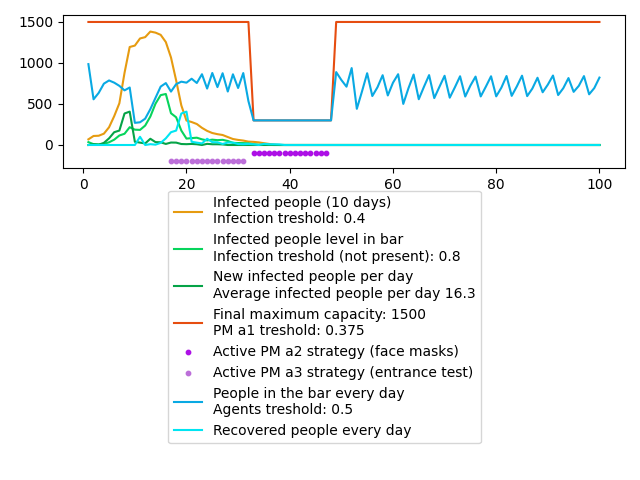 1500
1000
500
0
0
20
40
60
80
100
Infected people (10 days)
Infection treshold: 0.4
Infected people level in bar
Infection treshold (not present): 0.8
New infected people per day
Average infected people per day 16.3
Final maximum capacity: 1500
PM a1 treshold: 0.375
Active PM a2 strategy (face masks)
Active PM a3 strategy (entrance test)
People in the bar every day
Agents treshold: 0.5
Recovered people every day